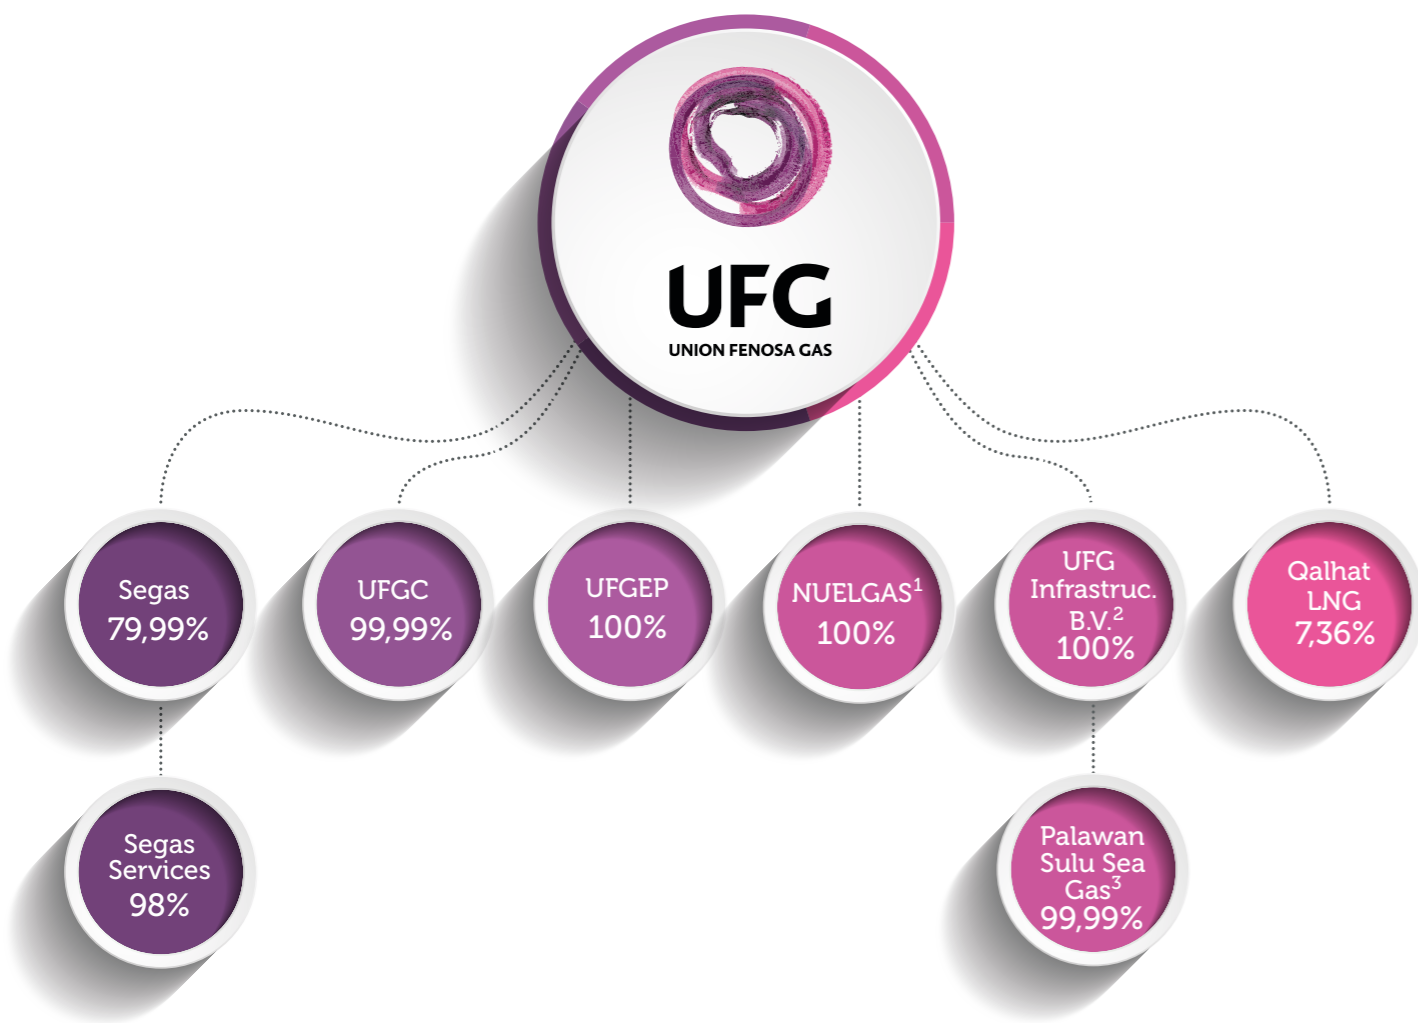 UFG
UNION FENOSA GAS
Segas
79,99%
UFGC
99,99%
UFGEP
100%
NUELGAS¹
100%
UFG
Infrastruc.
B.V.²
100%
Qalhat
LNG
7,36%
Segas
Services
98%
Palawan
Sulu Sea
Gas³
99,99%